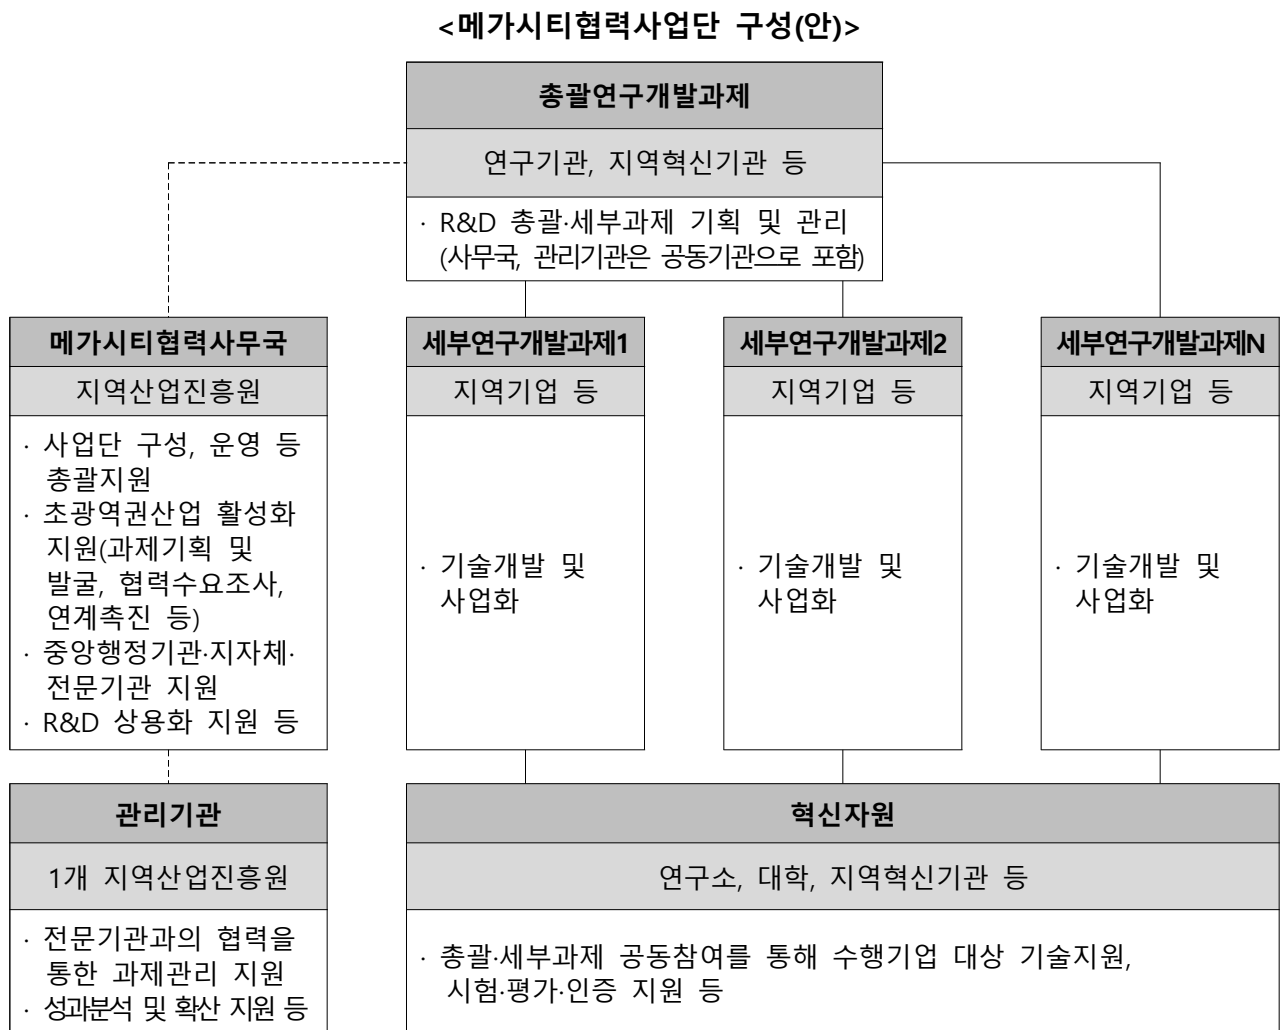 <메가시티협력사업단 구성(안)>
총괄연구개발과제
연구기관, 지역혁신기관 등
· R&D 총괄·세부과제 기획 및 관리
(사무국, 관리기관은 공동기관으로 포함)
메가시티협력사무국
지역산업진흥원
· 사업단 구성, 운영 등
총괄지원
· 초광역권산업 활성화
지원(과제기획 및
발굴, 협력수요조사,
연계촉진 등)
· 중앙행정기관·지자체·
전문기관 지원
· R&D 상용화 지원 등
세부연구개발과제1
지역기업 등
· 기술개발 및
사업화
세부연구개발과제2
지역기업 등
· 기술개발 및
사업화
세부연구개발과제N
지역기업 등
· 기술개발 및
사업화
관리기관
1개 지역산업진흥원
· 전문기관과의 협력을
통한 과제관리 지원
· 성과분석 및 확산 지원 등
혁신자원
연구소, 대학, 지역혁신기관 등
· 총괄·세부과제 공동참여를 통해 수행기업 대상 기술지원,
시험·평가·인증 지원 등